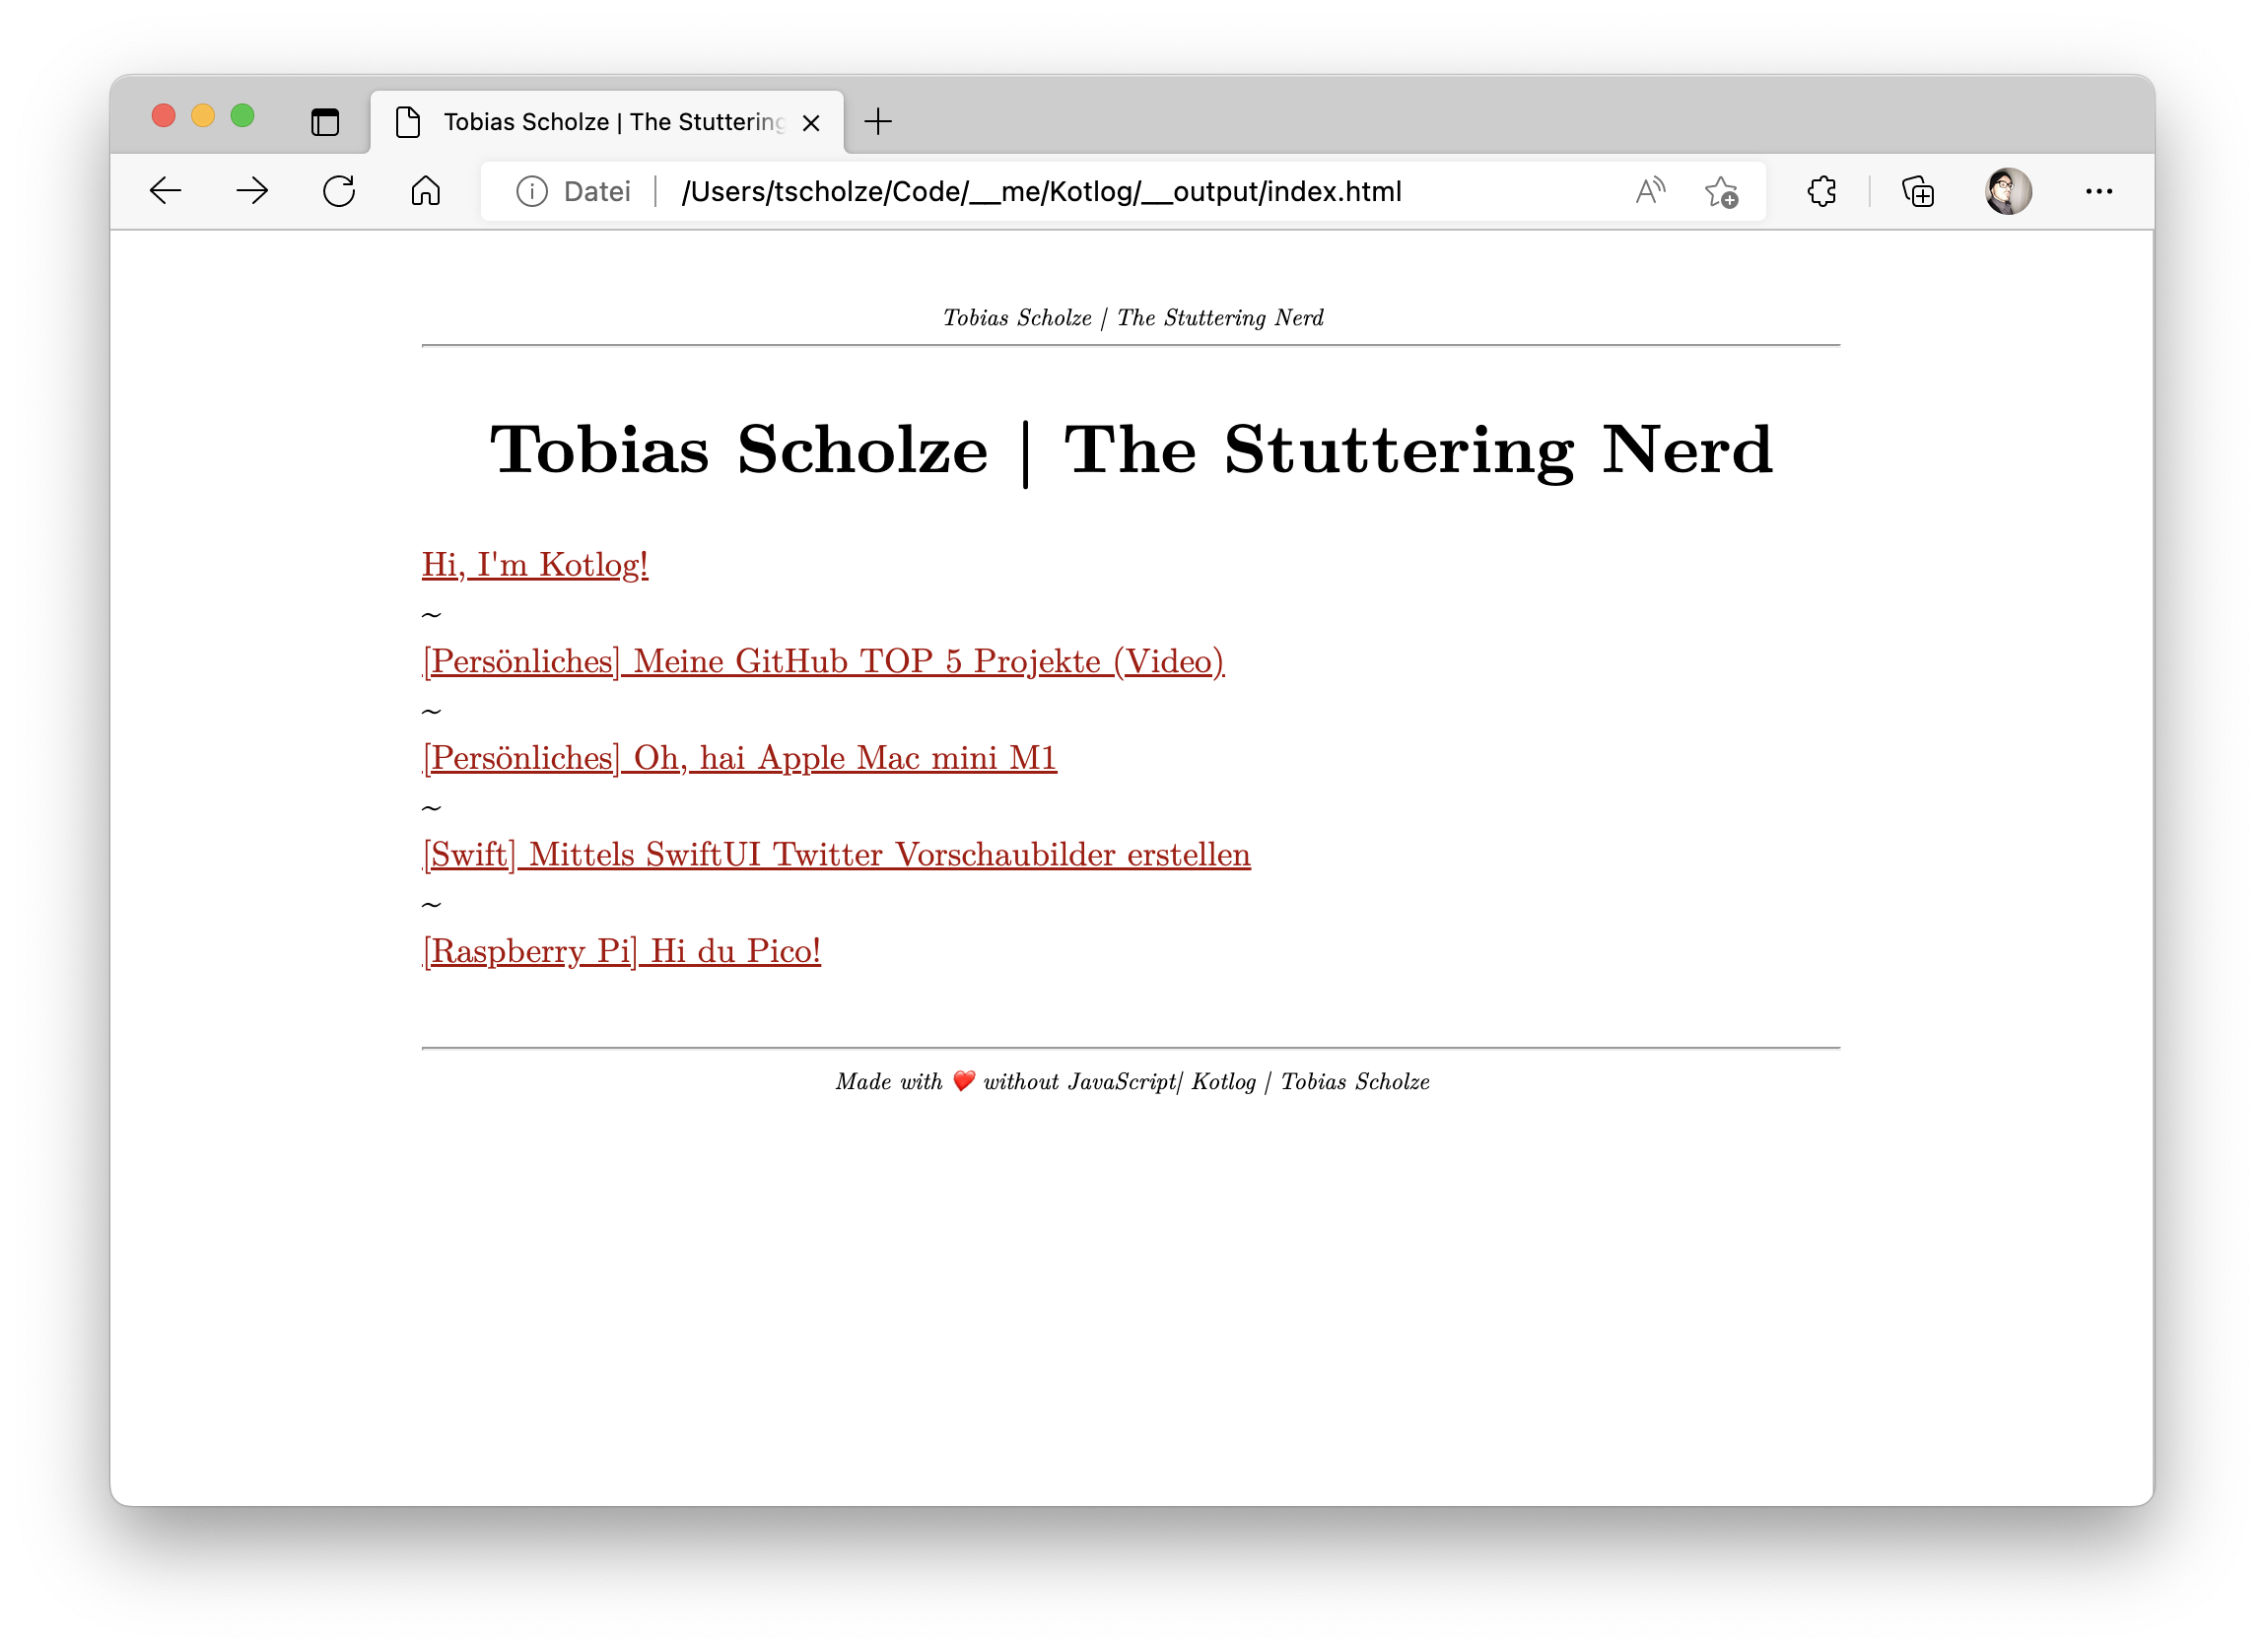 Tobias Scholze | The Stuttering
Datei | /Users/tscholze/Code/__me/Kotlog/__output/index.html
Tobias Scholze | The Stuttering Nerd
Tobias Scholze | The Stuttering Nerd
Hi, I'm Kotlog!
~
[Persönliches] Meine GitHub TOP 5 Projekte (Video)
~
[Persönliches] Oh, hai Apple Mac mini M1
~
[Swift] Mittels SwiftUI Twitter Vorschaubilder erstellen
~
[Raspberry Pi] Hi du Pico!
Made with ❤️ without JavaScript| Kotlog | Tobias Scholze